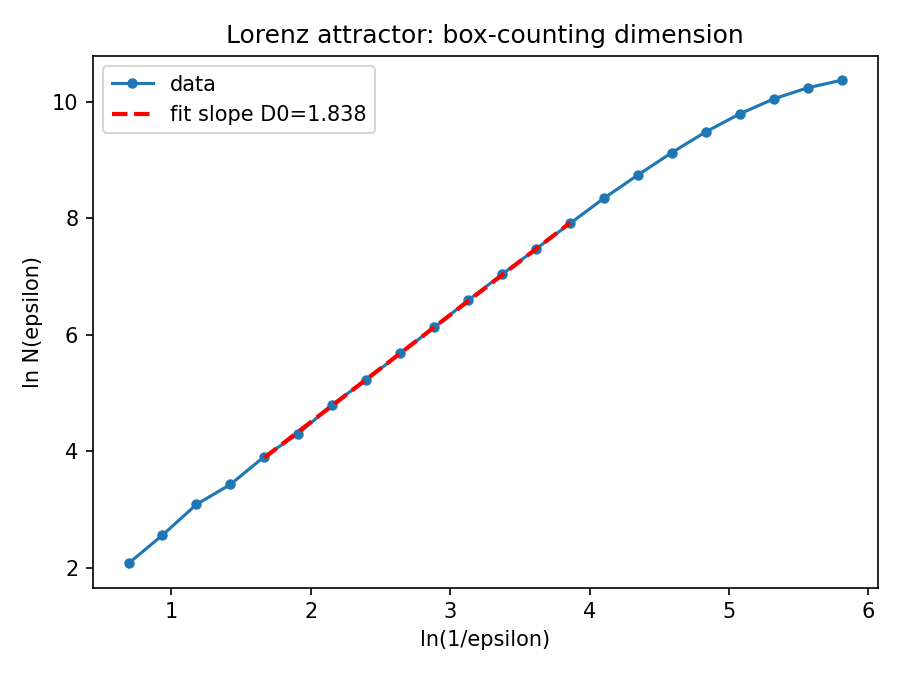 Lorenz attractor: box-counting dimension
data
fit slope D0=1.838
ln N(epsilon)
10
8
6
4
2
1 2 3 4 5 6
ln(1/epsilon)